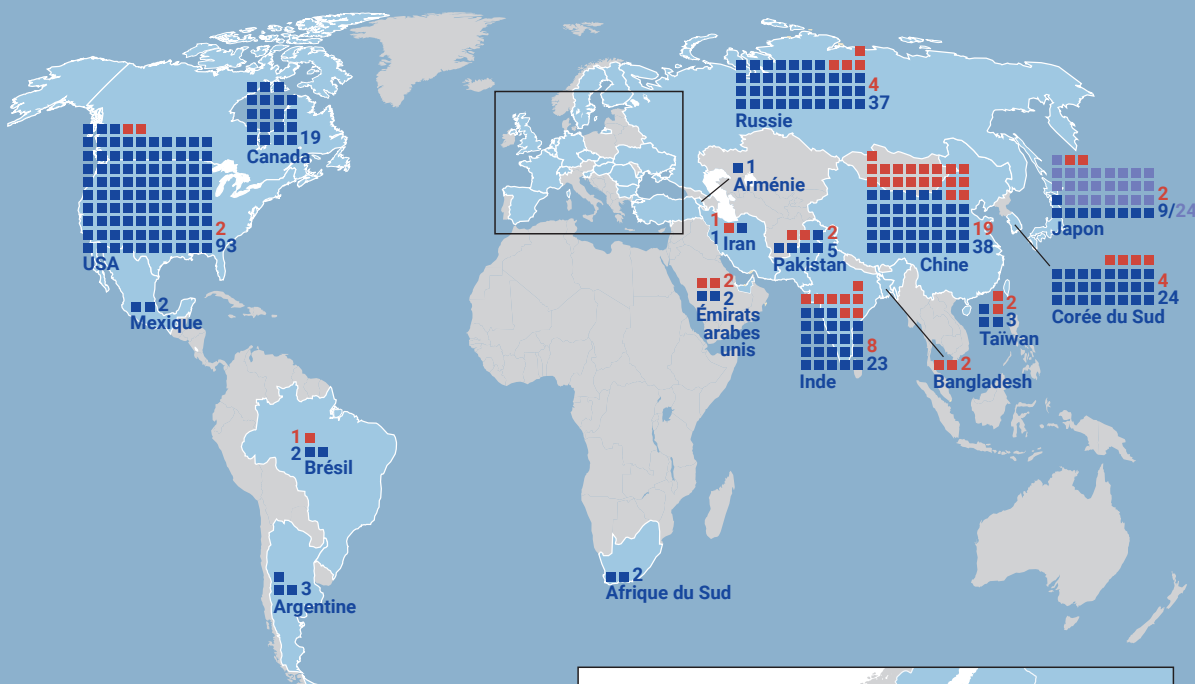 4
37
Russie
19
Canada
2
93
USA
1
Arménie
2
9/24
Japon
1
1
Iran
2
5
Pakistan
19
38
Chine
4
24
Corée du Sud
2
2
Émirats
arabes
unis
2
Mexique
8
23
Inde
2
3
Taïwan
2
Bangladesh
1
2
Brésil
3
Argentine
2
Afrique du Sud